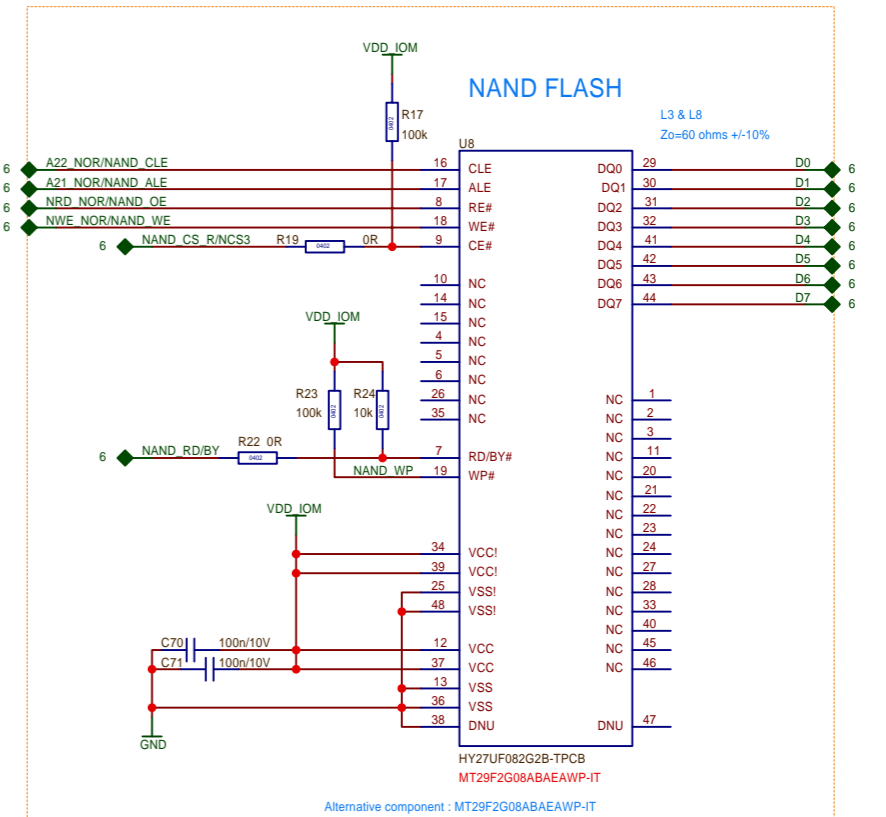 VDD_IOM
NAND FLASH
R17
0402
100k
L3 & L8
Zo=60 ohms +/-10%
U8
6 A22_NOR/NAND_CLE 16 CLE DQ0 29 D0 6
6 A21_NOR/NAND_ALE 17 ALE DQ1 30 D1 6
6 NRD_NOR/NAND_OE 8 RE# DQ2 31 D2 6
6 NWE_NOR/NAND_WE 18 WE# DQ3 32 D3 6
6 NAND_CS_R/NCS3 R19 0402 0R 9 CE# DQ4 41 D4 6
DQ5 42 D5 6
10 NC DQ6 43 D6 6
14 NC DQ7 44 D7 6
15 NC
VDD_IOM
4 NC
5 NC
6 NC
R23 0402 100k
R24 0402 10k
26 NC NC 1
35 NC NC 2
NC 3
6 NAND_RD/BY R22 0R 0402 7 RD/BY# NC 11
NAND_WP 19 WP# NC 20
NC 21
VDD_IOM
NC 22
NC 23
34 VCC! NC 24
39 VCC! NC 27
25 VSS! NC 28
48 VSS! NC 33
NC 40
C70 100n/10V 12 VCC NC 45
C71 100n/10V 37 VCC NC 46
13 VSS
36 VSS
38 DNU DNU 47
GND
HY27UF082G2B-TPCB
MT29F2G08ABAEAWP-IT
Alternative component : MT29F2G08ABAEAWP-IT